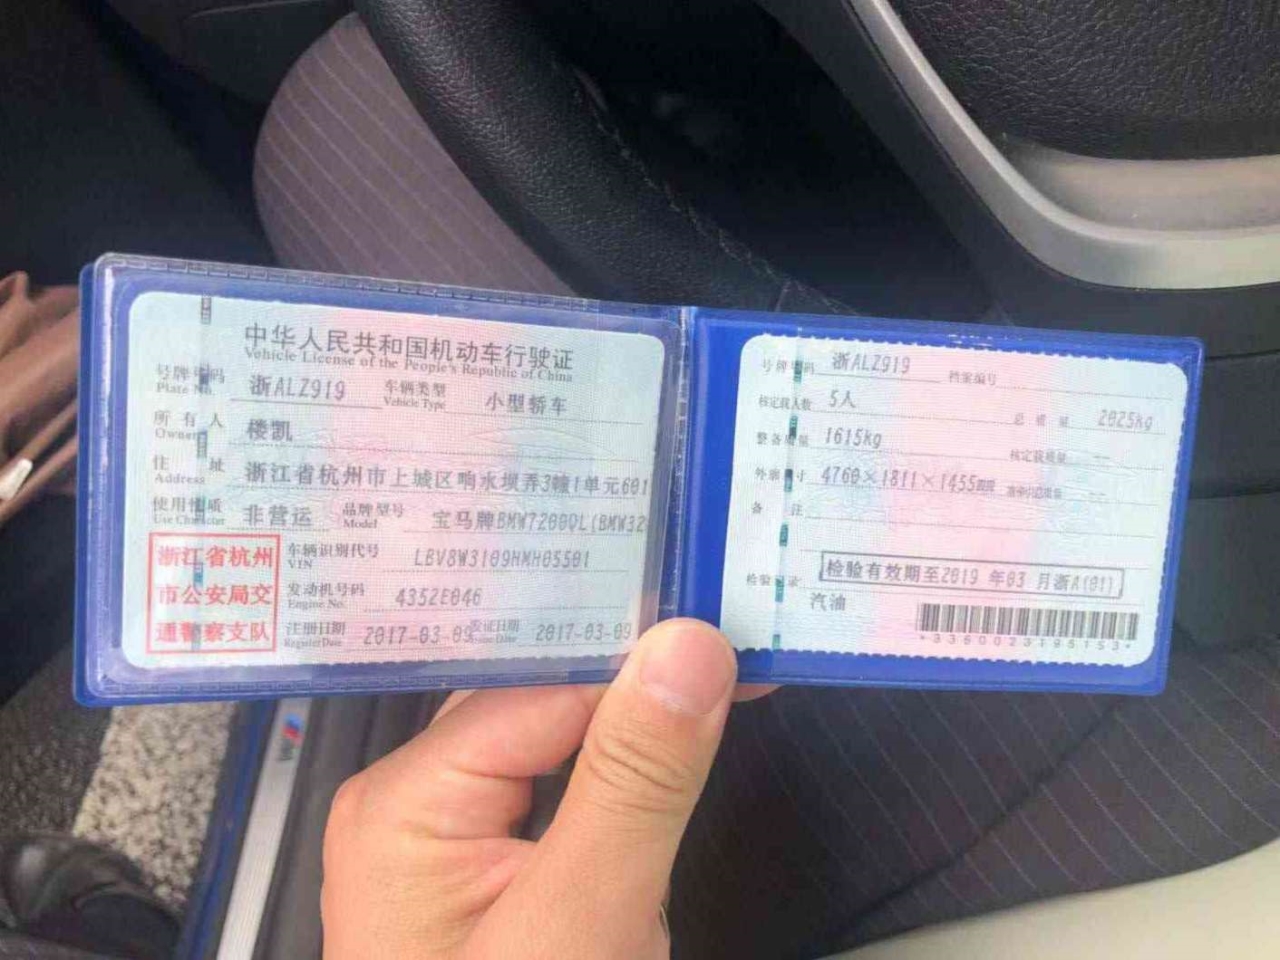 中华人民共和国机动车行驶证
Vehicle License of the People's Republic of China
号牌号码 浙ALZ919 车辆类型 小型轿车
Plate No. Vehicle Type
所有人 楼凯
Owner
住址 浙江省杭州市上城区响水坝弄3幢1单元601
Address
使用性质 非营运 品牌型号 宝马牌BMW7200QL(BMW32
Use Character Model
浙江省杭州
市公安局交
通警察支队
车辆识别代号 LBV8W3109HMH05501
VIN
发动机号码 4352E046
Engine No.
注册日期 2017-03-09 发证日期 2017-03-09
Register Date Issue Date
号牌号码 浙ALZ919 档案编号
核定载人数 5人 总质量 2025kg
整备质量 1615kg 核定载质量 --
外廓尺寸 4760×1811×1455 --
备注
检验记录 检验有效期至2019 年03 月浙A(01)
汽油
*3360023195153*
M